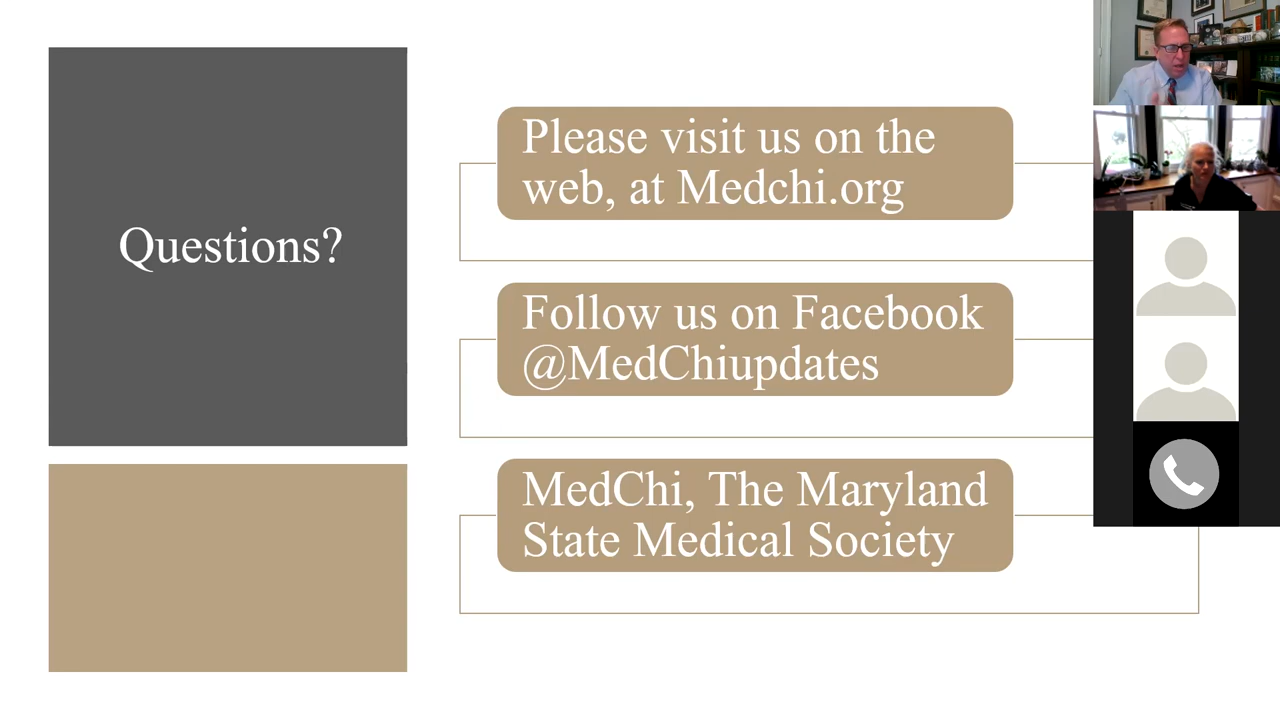 Questions?
Please visit us on the
web, at Medchi.org
Follow us on Facebook
@MedChiupdates
MedChi, The Maryland
State Medical Society